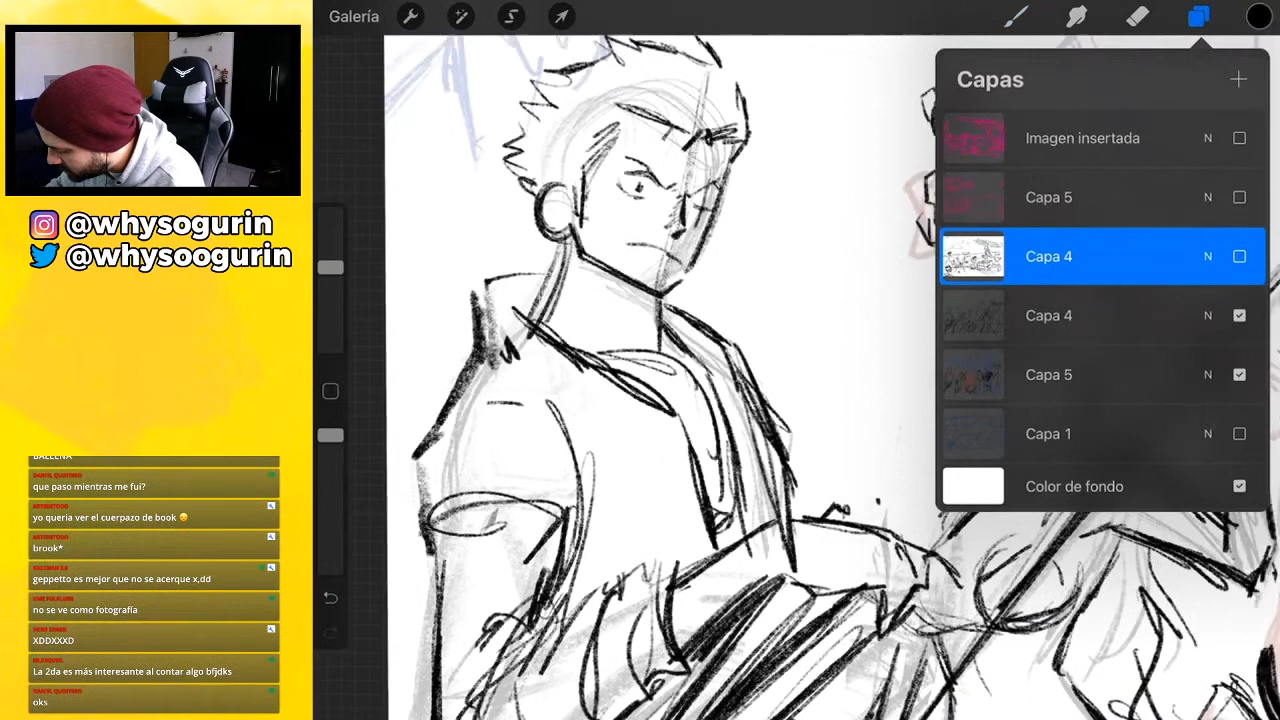 Galería
@whysogurin
@whysoogurin
Capas
Imagen insertada N
Capa 5 N
Capa 4 N
Capa 4 N
Capa 5 N
Capa 1 N
Color de fondo
BALLENA
que paso mientras me fui?
yo queria ver el cuerpazo de book 😔
brook*
geppetto es mejor que no se acerque x,dd
no se ve como fotografía
XDDXXXD
La 2da es más interesante al contar algo bfjdks
oks